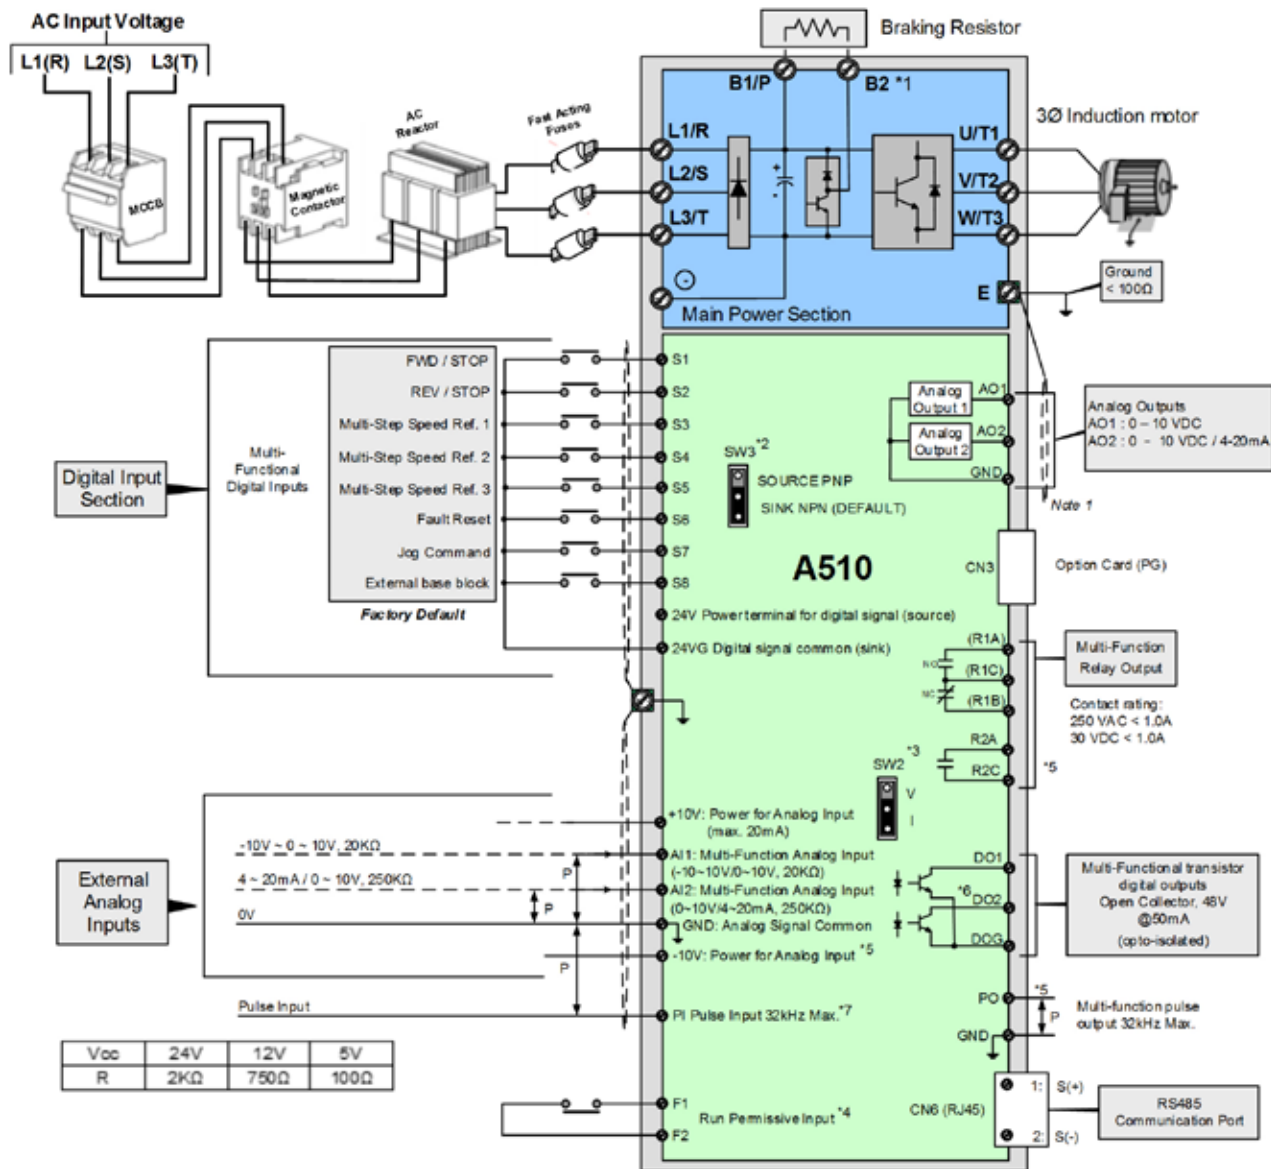 AC Input Voltage
L1(R) L2(S) L3(T)
MCCB
Magnetic
Contactor
AC
Reactor
Fast Acting
Fuses
Braking Resistor
B1/P
B2 *1
L1/R
L2/S
L3/T
+
-
U/T1
V/T2
W/T3
3Ø Induction motor
-
Main Power Section
E
Ground
< 100Ω
Digital Input
Section
Multi-
Functional
Digital Inputs
FWD / STOP
REV / STOP
Multi-Step Speed Ref. 1
Multi-Step Speed Ref. 2
Multi-Step Speed Ref. 3
Fault Reset
Jog Command
External base block
Factory Default
S1
S2
S3
S4
S5
S6
S7
S8
24V Power terminal for digital signal (source)
24VG Digital signal common (sink)
SW3 *2
SOURCE PNP
SINK NPN (DEFAULT)
A510
Analog
Output 1
AO1
Analog
Output 2
AO2
GND
Analog Outputs
AO1 : 0 – 10 VDC
AO2 : 0 – 10 VDC / 4-20mA
Note 1
CN3
Option Card (PG)
(R1A)
NO
(R1C)
NC
(R1B)
R2A
R2C
*5
Multi-Function
Relay Output
Contact rating:
250 VAC < 1.0A
30 VDC < 1.0A
SW2 *3
V
I
External
Analog
Inputs
-10V ~ 0 ~ 10V, 20KΩ
4 ~ 20mA / 0 ~ 10V, 250KΩ
0V
P
P
P
Pulse Input
+10V: Power for Analog Input
(max. 20mA)
AI1: Multi-Function Analog Input
(-10~10V/0~10V, 20KΩ)
AI2: Multi-Function Analog Input
(0~10V/4~20mA, 250KΩ)
GND: Analog Signal Common
-10V: Power for Analog Input *5
PI Pulse Input 32kHz Max. *7
DO1
*6
DO2
DOG
Multi-Functional transistor
digital outputs
Open Collector, 48V
@50mA
(opto-isolated)
PO
*5
P
GND
Multi-function pulse
output 32kHz Max.
Vcc 24V 12V 5V
R 2KΩ 750Ω 100Ω
F1
F2
Run Permissive Input *4
CN6 (RJ45)
1: S(+)
2: S(-)
RS485
Communication Port